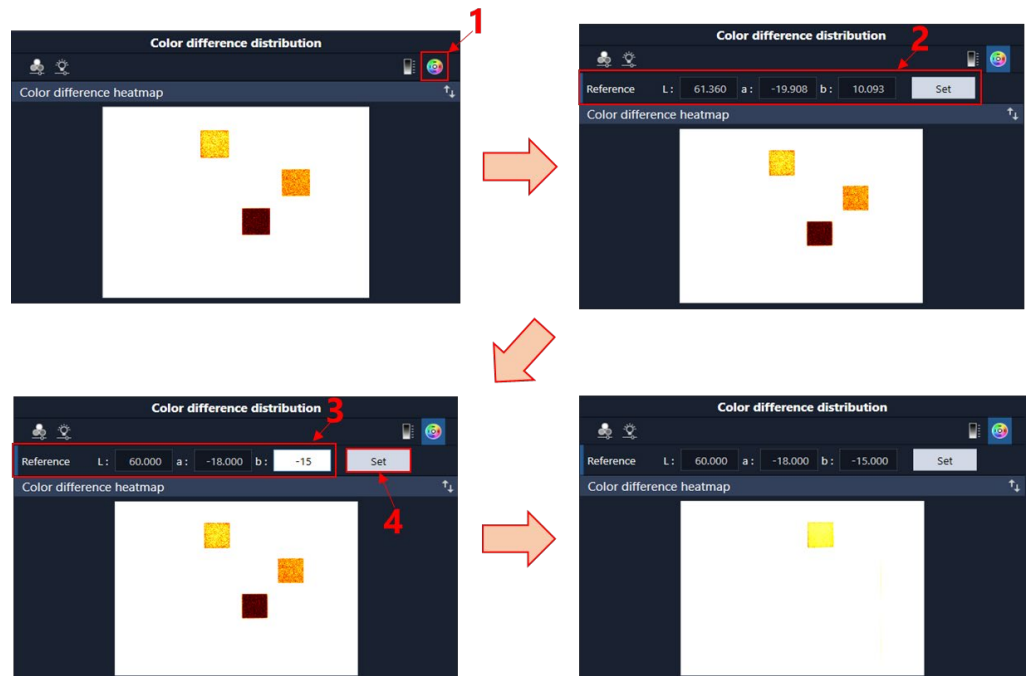 1
Color difference distribution
Color difference heatmap
Color difference distribution
2
Reference L: 61.360 a: -19.908 b: 10.093 Set
Color difference heatmap
Color difference distribution
3
Reference L: 60.000 a: -18.000 b: -15 Set
Color difference heatmap
4
Color difference distribution
Reference L: 60.000 a: -18.000 b: -15.000 Set
Color difference heatmap